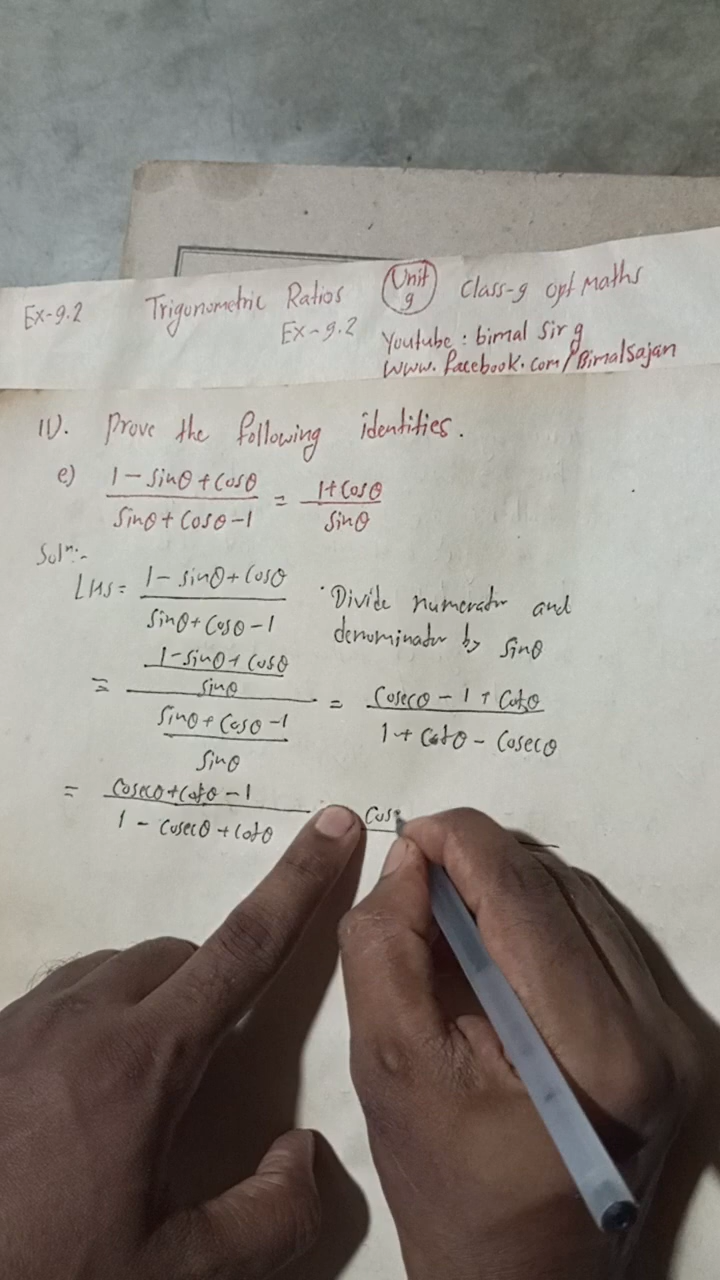 Ex-9.2 Trigonometric Ratios Unit 9 Class-9 opt Maths
Ex-9.2 Youtube : bimal Sir g
www.facebook.com/Bimalsajan
10. Prove the following identities.
e) (1 - sinθ + cosθ)/(sinθ + cosθ - 1) = (1 + cosθ)/sinθ
Solⁿ:-
LHS = (1 - sinθ + cosθ)/(sinθ + cosθ - 1) Divide numerator and
denominator by sinθ
= ((1 - sinθ + cosθ)/sinθ)/((sinθ + cosθ - 1)/sinθ) = (cosecθ - 1 + cotθ)/(1 + cotθ - cosecθ)
= (cosecθ + cotθ - 1)/(1 - cosecθ + cotθ) cos